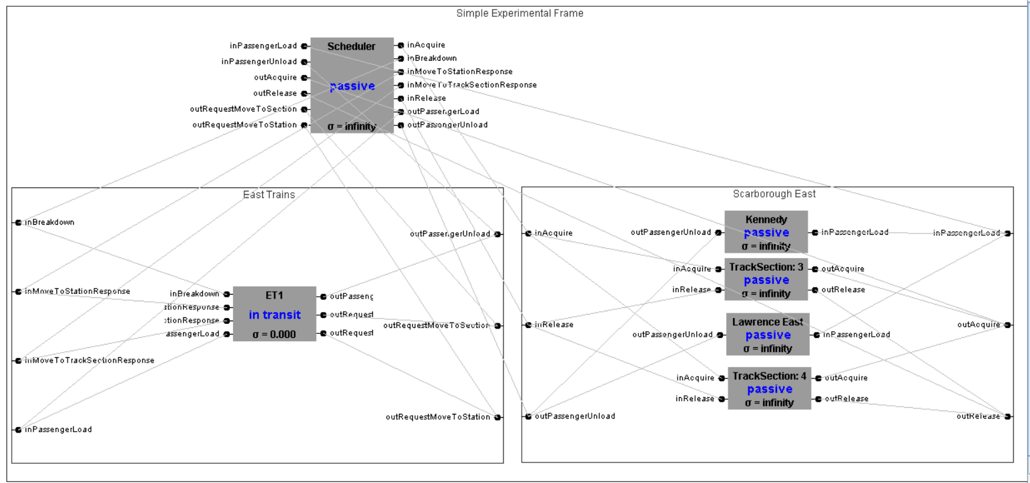 Simple Experimental Frame
inPassengerLoad
inPassengerUnload
outAcquire
outRelease
outRequestMoveToSection
outRequestMoveToStation
Scheduler
passive
σ = infinity
inAcquire
inBreakdown
inMoveToStationResponse
inMoveToTrackSectionResponse
inRelease
outPassengerLoad
outPassengerUnload
East Trains
inBreakdown
inMoveToStationResponse
inMoveToTrackSectionResponse
inPassengerLoad
inBreakdown
tionResponse
tionResponse
assengerLoad
ET1
in transit
σ = 0.000
outPasseng
outRequest
outRequest
outPassengerUnload
outRequestMoveToSection
outRequestMoveToStation
Scarborough East
inAcquire
inRelease
outPassengerUnload
outPassengerUnload
Kennedy
passive
σ = infinity
inPassengerLoad
inAcquire
inRelease
TrackSection: 3
passive
σ = infinity
outAcquire
outRelease
outPassengerUnload
Lawrence East
passive
σ = infinity
inPassengerLoad
inAcquire
inRelease
TrackSection: 4
passive
σ = infinity
outAcquire
outRelease
inPassengerLoad
outAcquire
outRelease